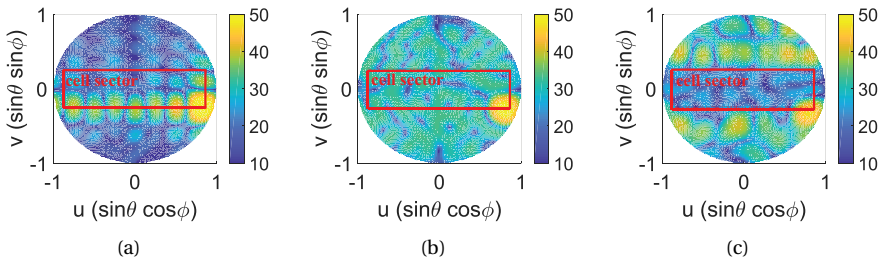 1
0
-1
v (sinθ sinϕ)
cell sector
-1 0 1
u (sinθ cosϕ)
50
40
30
20
10
(a)
1
0
-1
v (sinθ sinϕ)
cell sector
-1 0 1
u (sinθ cosϕ)
50
40
30
20
10
(b)
1
0
-1
v (sinθ sinϕ)
cell sector
-1 0 1
u (sinθ cosϕ)
50
40
30
20
10
(c)